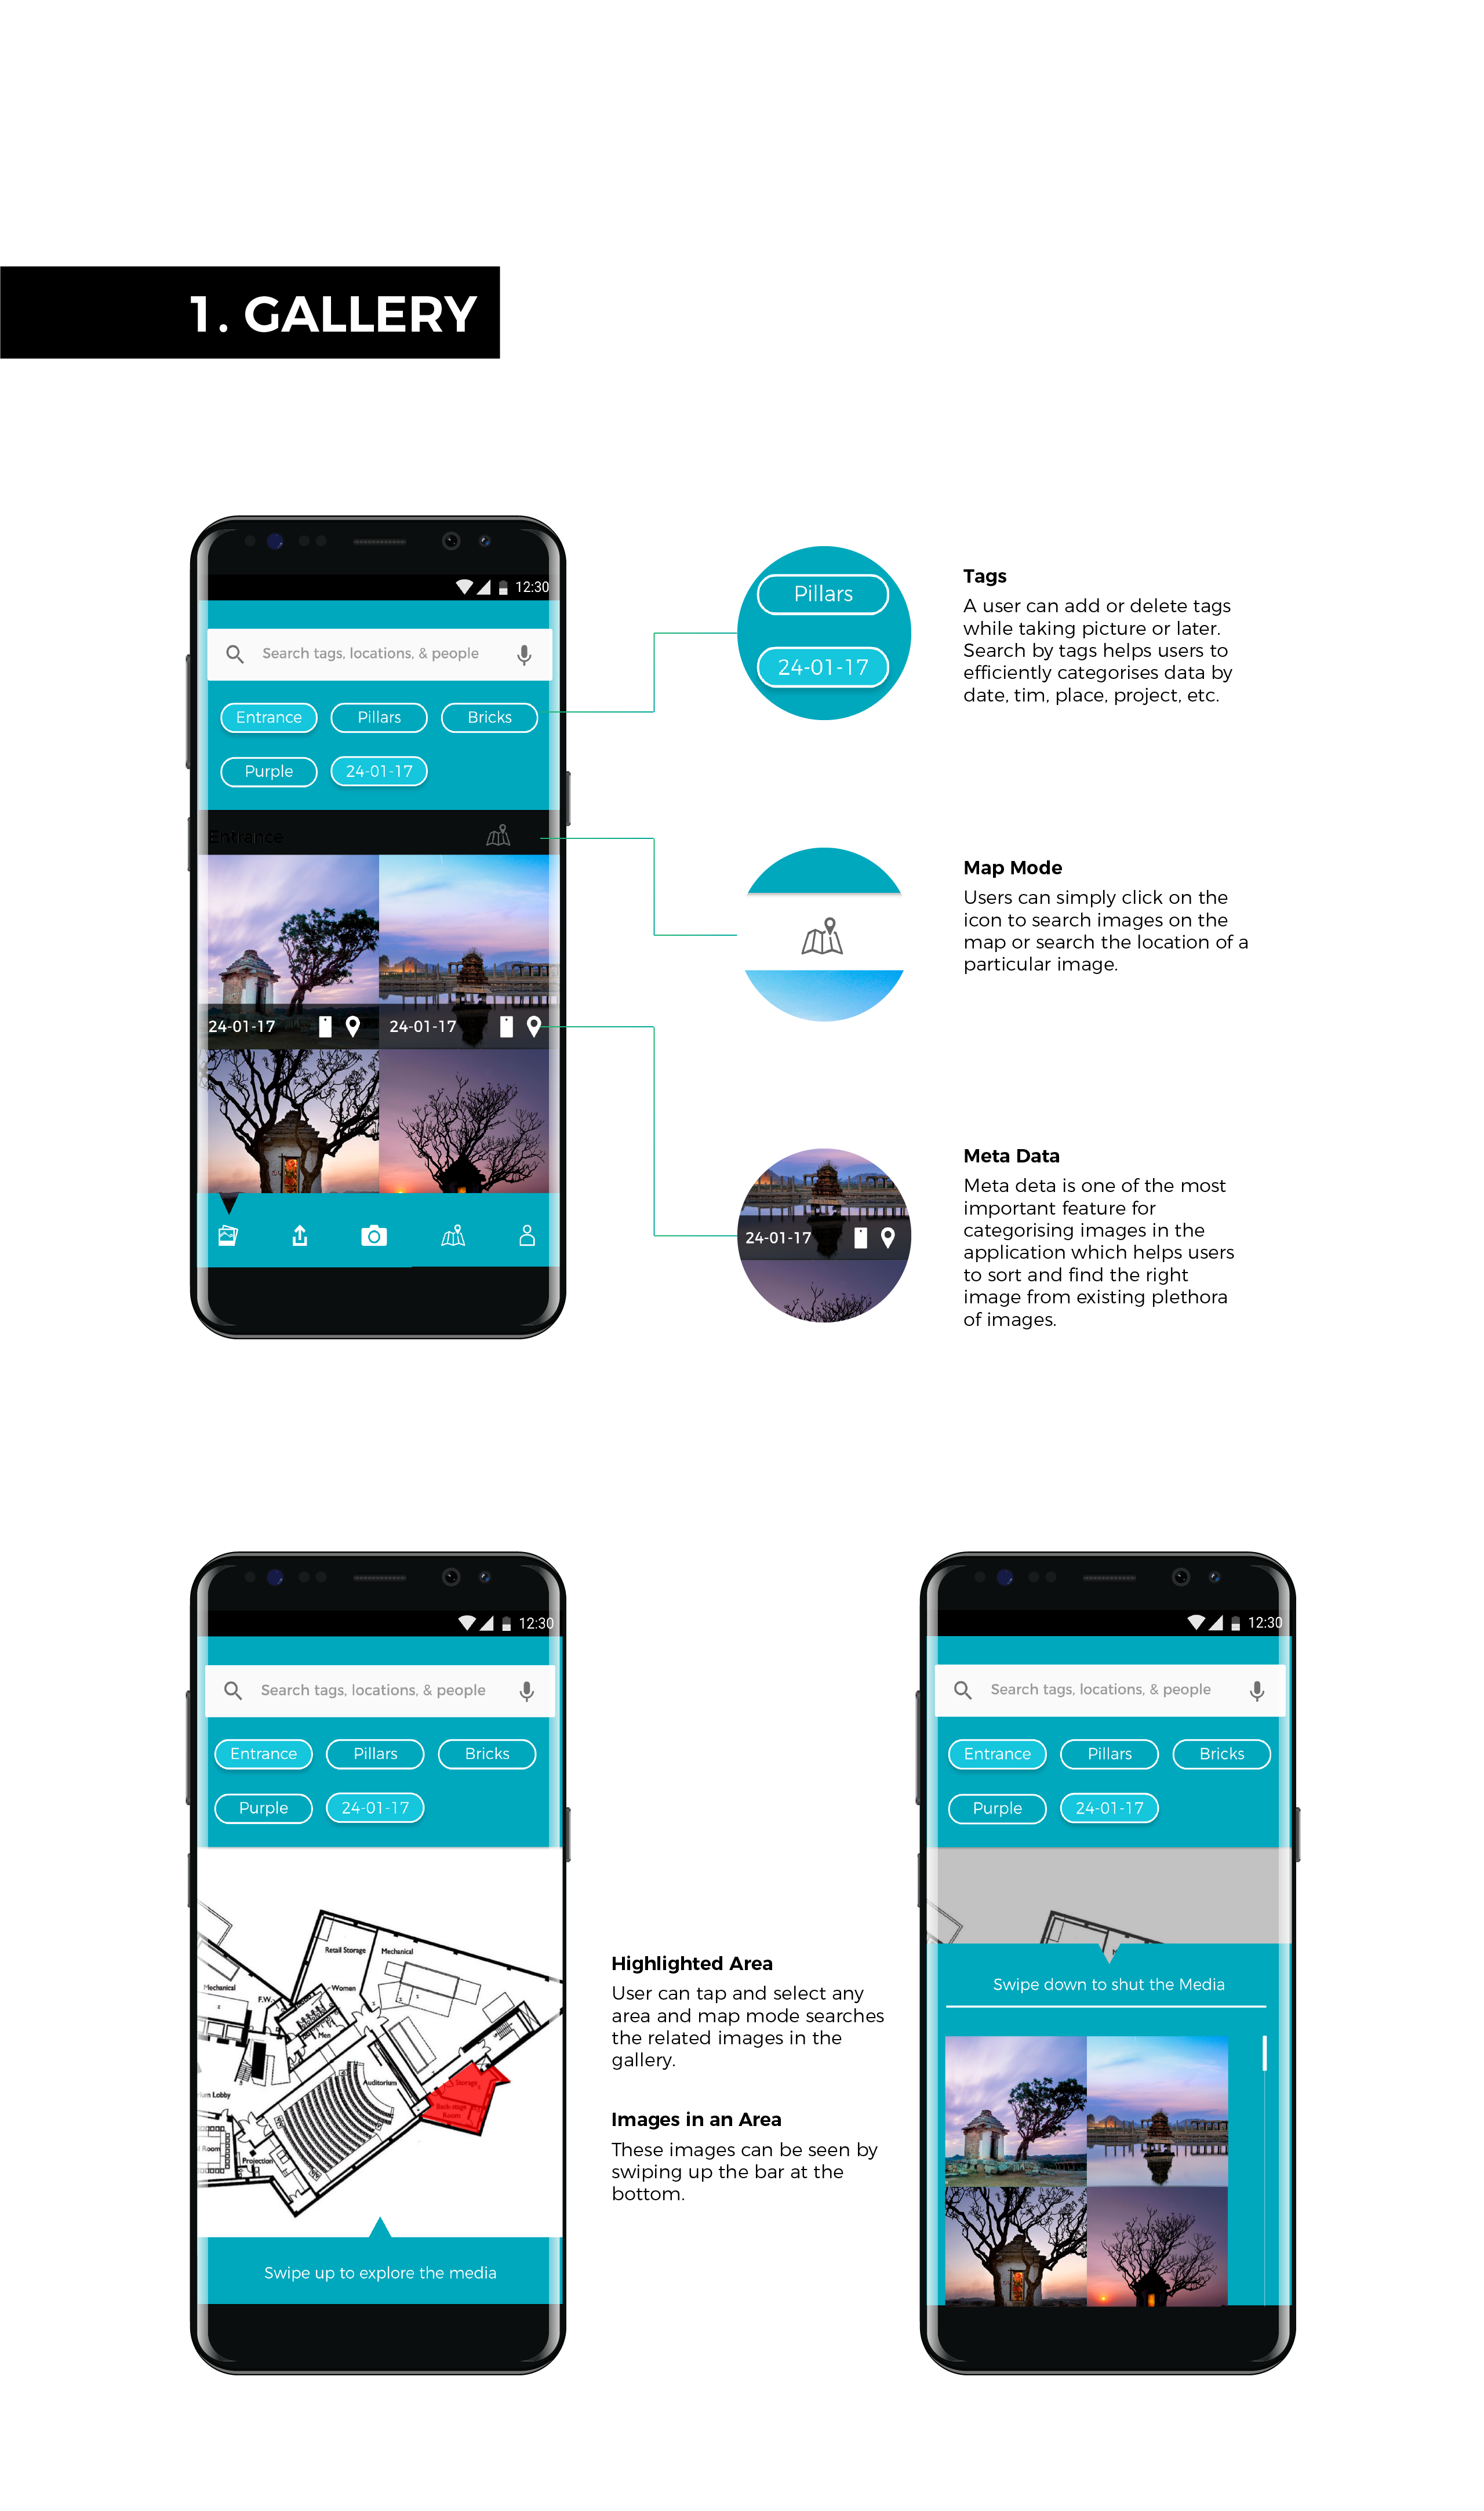 1. GALLERY
12:30
Search tags, locations, & people
Entrance
Pillars
Bricks
Purple
24-01-17
Entrance
24-01-17
24-01-17
Pillars
24-01-17
Tags
A user can add or delete tags
while taking picture or later.
Search by tags helps users to
efficiently categorises data by
date, tim, place, project, etc.
Map Mode
Users can simply click on the
icon to search images on the
map or search the location of a
particular image.
24-01-17
Meta Data
Meta deta is one of the most
important feature for
categorising images in the
application which helps users
to sort and find the right
image from existing plethora
of images.
12:30
Search tags, locations, & people
Entrance
Pillars
Bricks
Purple
24-01-17
Retail Storage
Mechanical
Mechanical
Women
F.W.
Men
Auditorium
Storage
Back stage
Room
Lobby
Room
Projection
Swipe up to explore the media
Highlighted Area
User can tap and select any
area and map mode searches
the related images in the
gallery.
Images in an Area
These images can be seen by
swiping up the bar at the
bottom.
12:30
Search tags, locations, & people
Entrance
Pillars
Bricks
Purple
24-01-17
Swipe down to shut the Media